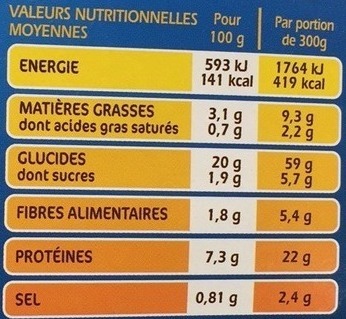 VALEURS NUTRITIONNELLES Pour Par portion
MOYENNES 100 g de 300g
ENERGIE 593 kJ 1764 kJ
141 kcal 419 kcal
MATIÈRES GRASSES 3,1 g 9,3 g
dont acides gras saturés 0,7 g 2,2 g
GLUCIDES 20 g 59 g
dont sucres 1,9 g 5,7 g
FIBRES ALIMENTAIRES 1,8 g 5,4 g
PROTÉINES 7,3 g 22 g
SEL 0,81 g 2,4 g